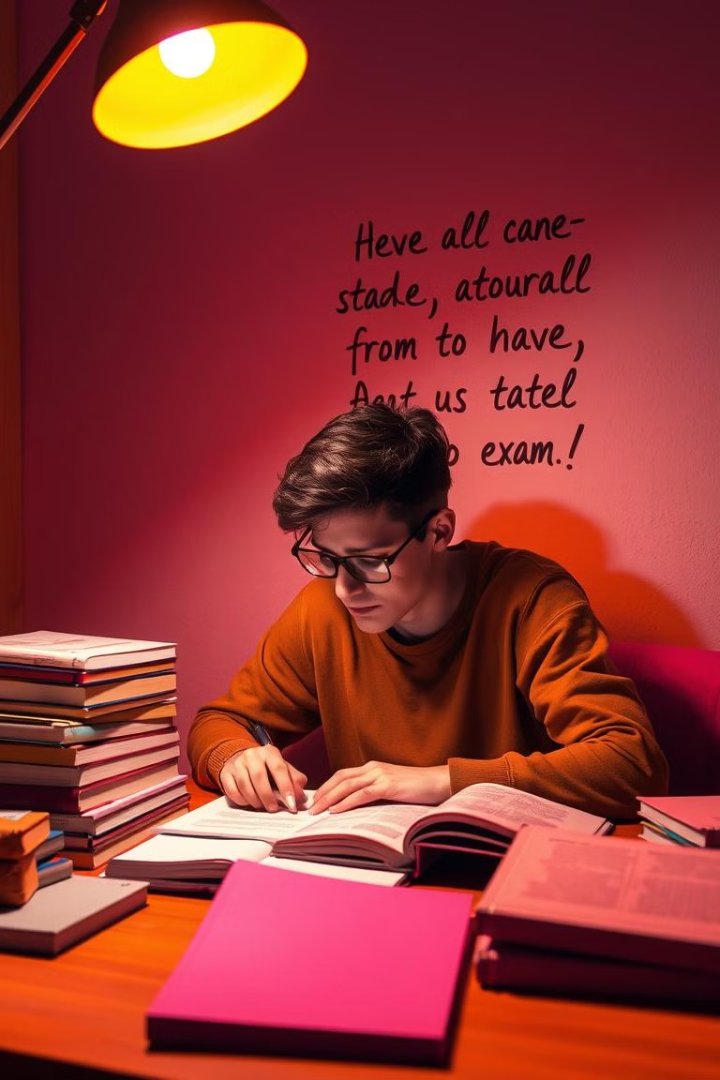 Heve all cane-
stade, atourall
from to have,
us tatel
exam.!